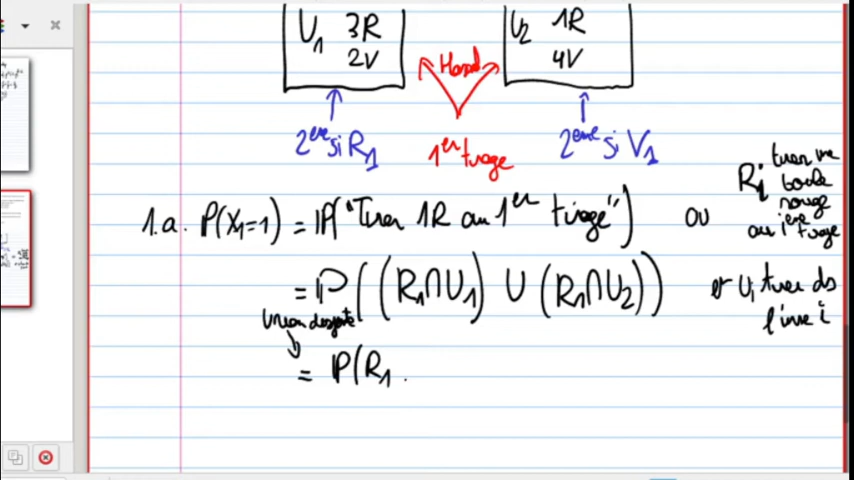 U1 3R
2V
U2 1R
4V
Hasard
2ème si R1
1er tirage
2ème si V1
1.a. P(X1=1) = P("Tirer 1R au 1er tirage") où Ri tirer une boule rouge au ième tirage
= P((R1∩U1) ∪ (R1∩U2)) et Ui tirer ds l'urne i
Union disjointe
= P(R1